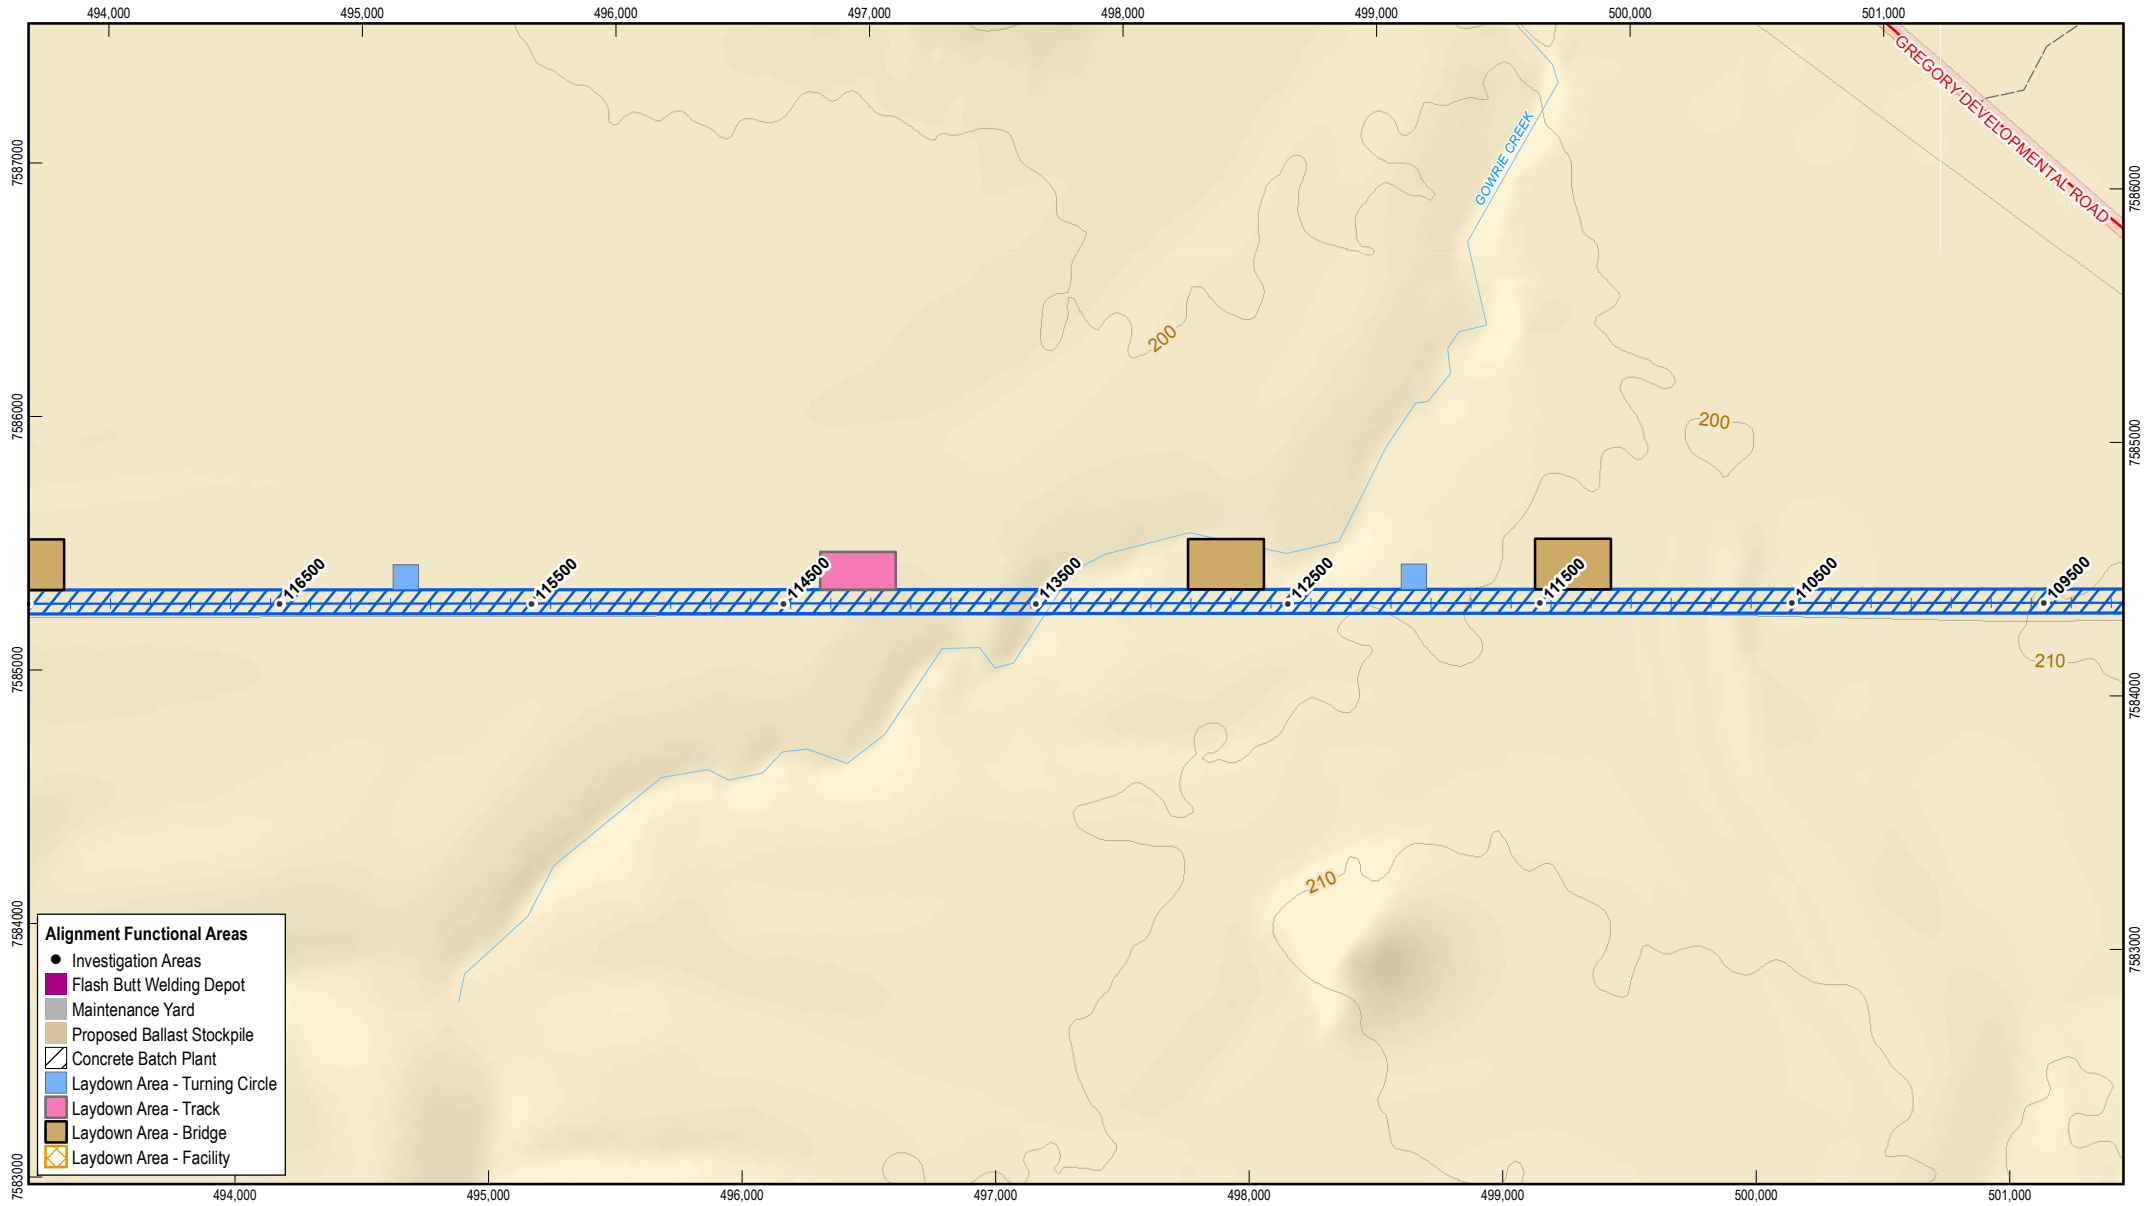 494,000 495,000 496,000 497,000 498,000 499,000 500,000 501,000
GREGORY DEVELOPMENTAL ROAD
GOWRIE CREEK
7587000
7586000
7585000
7584000
7583000
7586000
7585000
7584000
7583000
200
200
116500 115500 114500 113500 112500 111500 110500 109500
210
210
Alignment Functional Areas
Investigation Areas
Flash Butt Welding Depot
Maintenance Yard
Proposed Ballast Stockpile
Concrete Batch Plant
Laydown Area - Turning Circle
Laydown Area - Track
Laydown Area - Bridge
Laydown Area - Facility
494,000 495,000 496,000 497,000 498,000 499,000 500,000 501,000